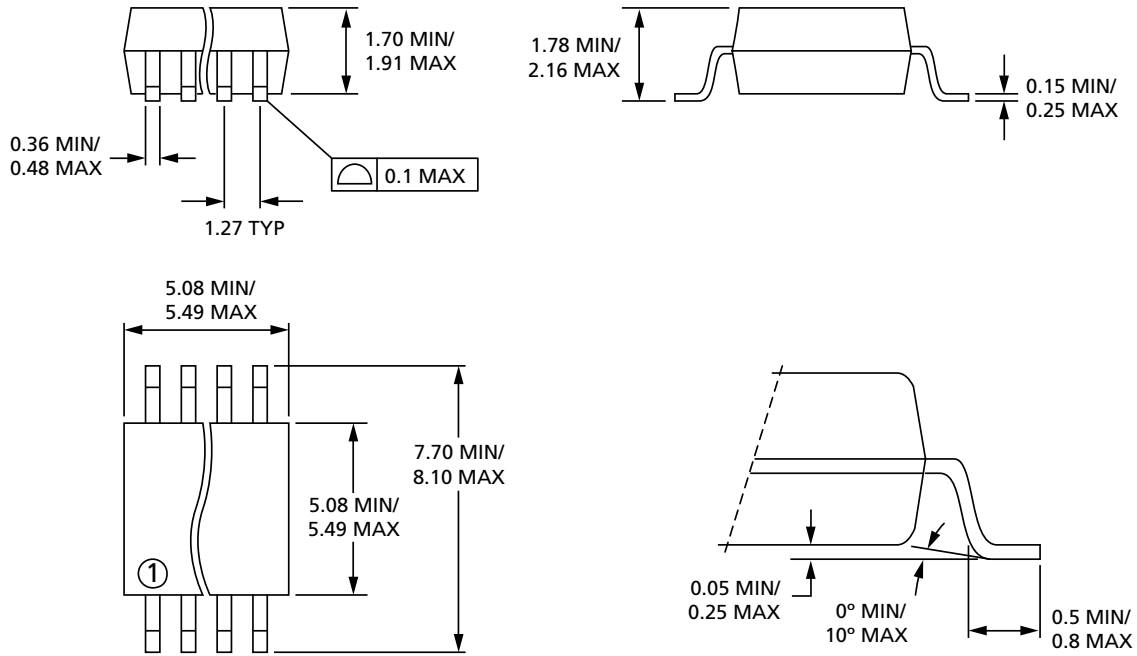 1.70 MIN/
1.91 MAX
1.78 MIN/
2.16 MAX
0.15 MIN/
0.25 MAX
0.36 MIN/
0.48 MAX
0.1 MAX
1.27 TYP
5.08 MIN/
5.49 MAX
7.70 MIN/
8.10 MAX
5.08 MIN/
5.49 MAX
1
0.05 MIN/
0.25 MAX
0º MIN/
10º MAX
0.5 MIN/
0.8 MAX